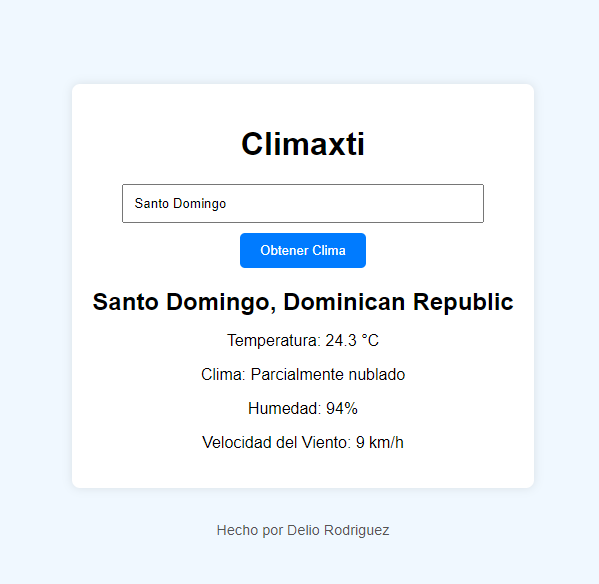 Climaxti
Santo Domingo
Obtener Clima
Santo Domingo, Dominican Republic
Temperatura: 24.3 °C
Clima: Parcialmente nublado
Humedad: 94%
Velocidad del Viento: 9 km/h
Hecho por Delio Rodriguez